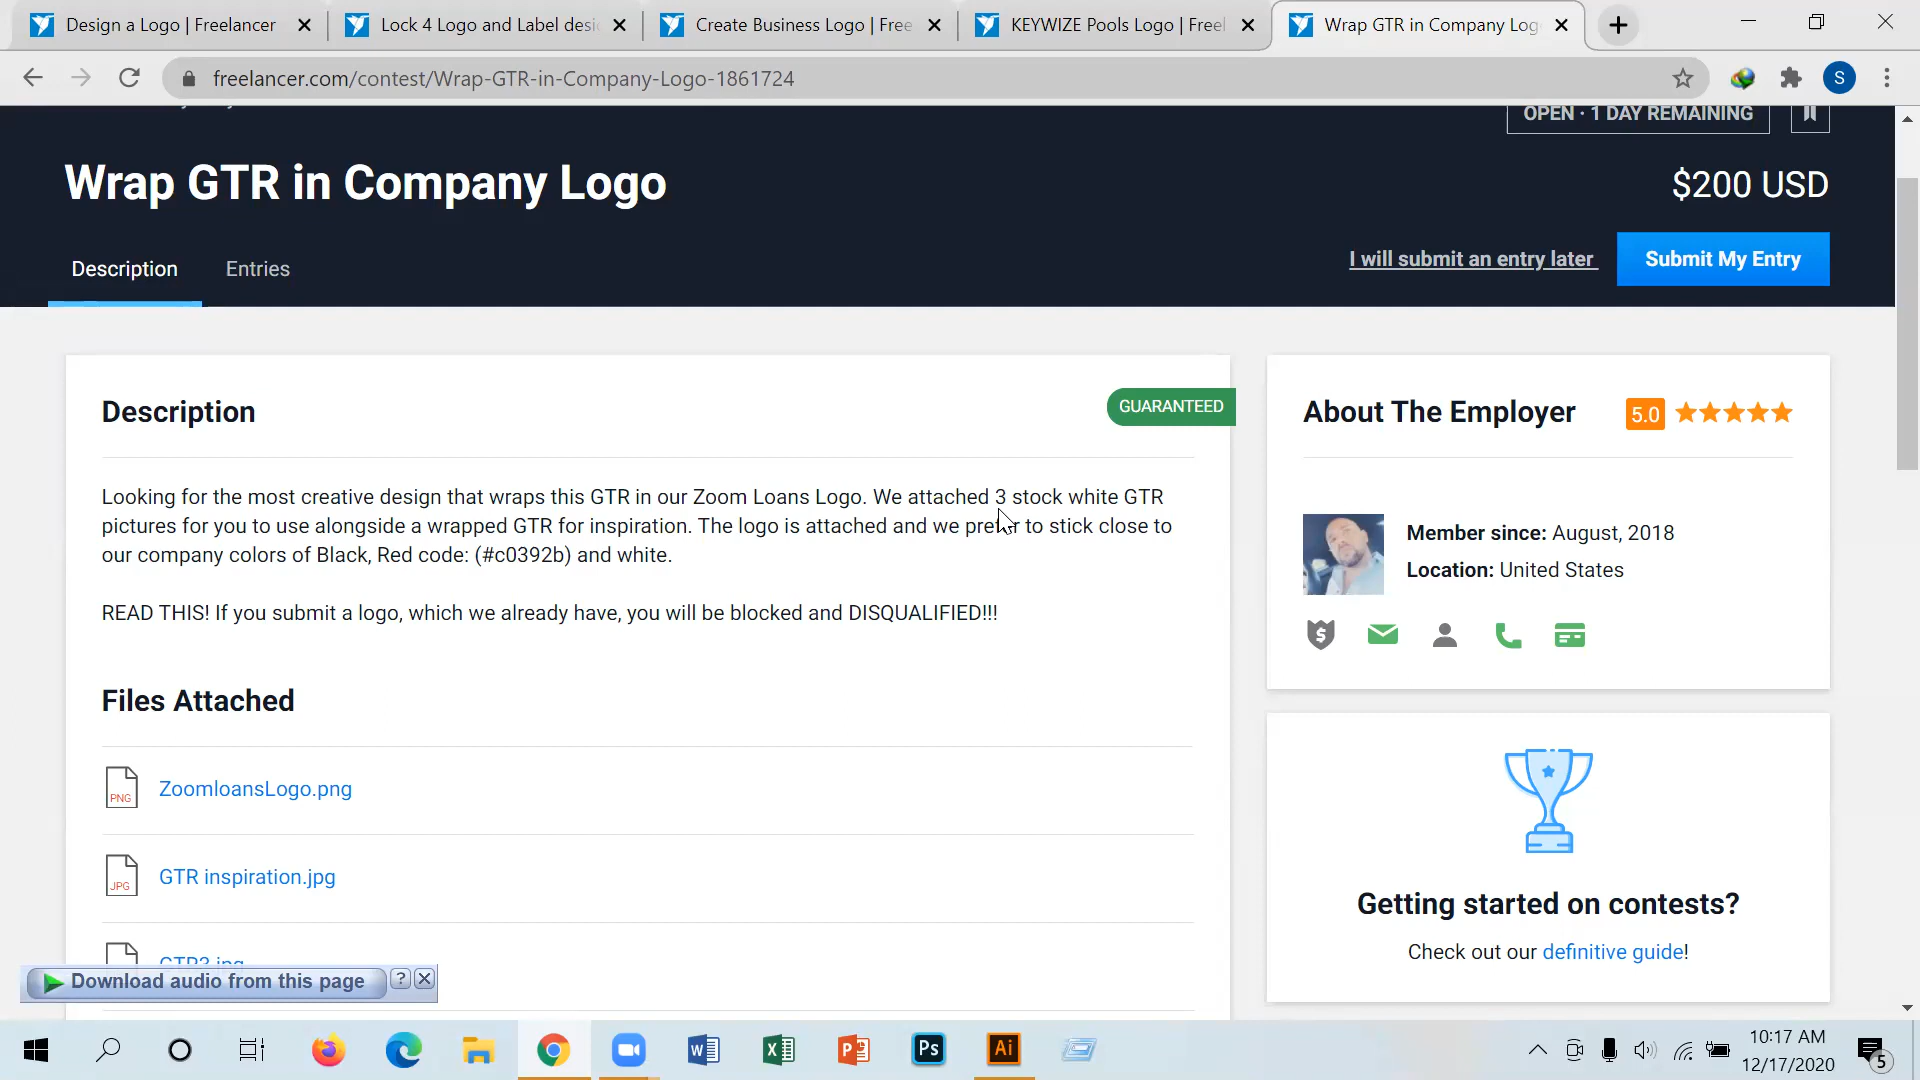 Design a Logo | Freelancer
Lock 4 Logo and Label desi
Create Business Logo | Free
KEYWIZE Pools Logo | Freel
Wrap GTR in Company Log
freelancer.com/contest/Wrap-GTR-in-Company-Logo-1861724
S
OPEN · 1 DAY REMAINING
Wrap GTR in Company Logo
$200 USD
Description
Entries
I will submit an entry later
Submit My Entry
Description
GUARANTEED
Looking for the most creative design that wraps this GTR in our Zoom Loans Logo. We attached 3 stock white GTR
pictures for you to use alongside a wrapped GTR for inspiration. The logo is attached and we prefer to stick close to
our company colors of Black, Red code: (#c0392b) and white.
READ THIS! If you submit a logo, which we already have, you will be blocked and DISQUALIFIED!!!
Files Attached
PNG
ZoomloansLogo.png
JPG
GTR inspiration.jpg
About The Employer
5.0
Member since: August, 2018
Location: United States
$
Getting started on contests?
Check out our definitive guide!
Download audio from this page
?
Ps
Ai
10:17 AM
12/17/2020
5